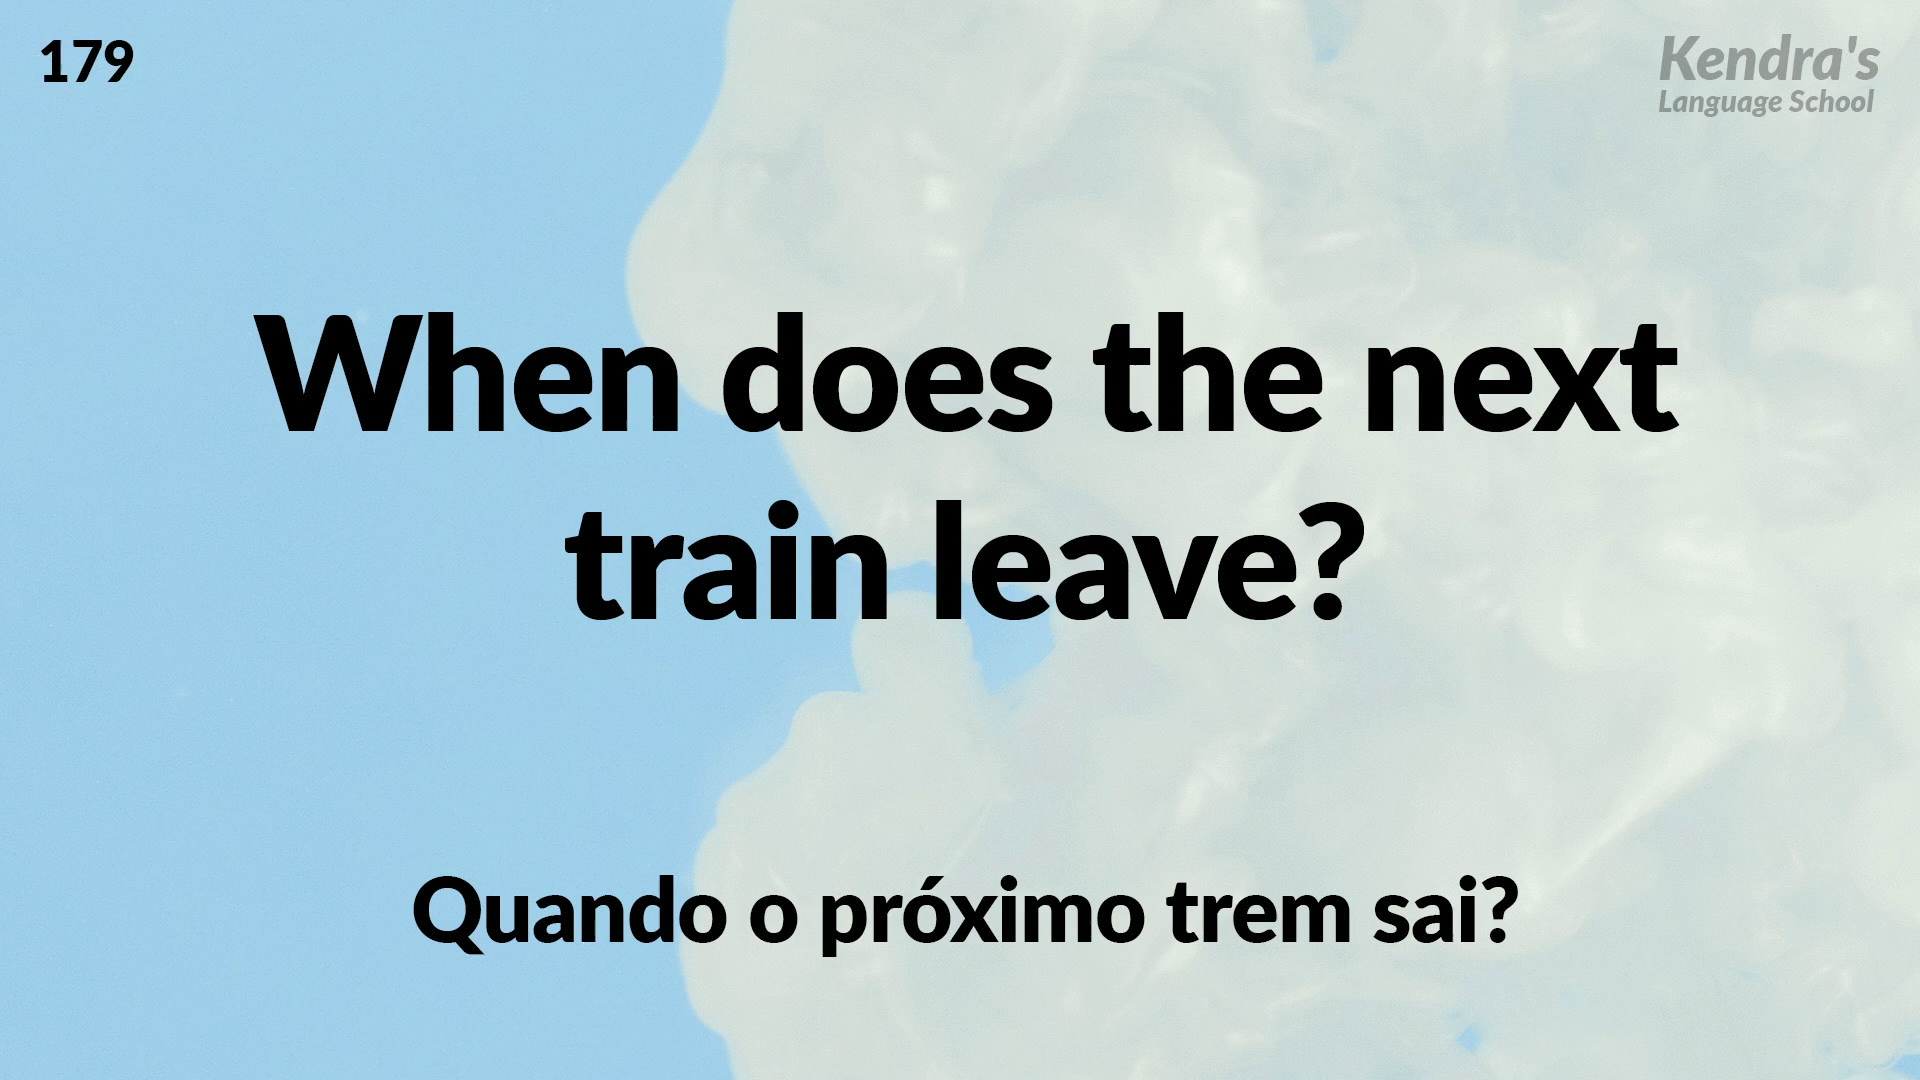 179
Kendra's
Language School
When does the next
train leave?
Quando o próximo trem sai?